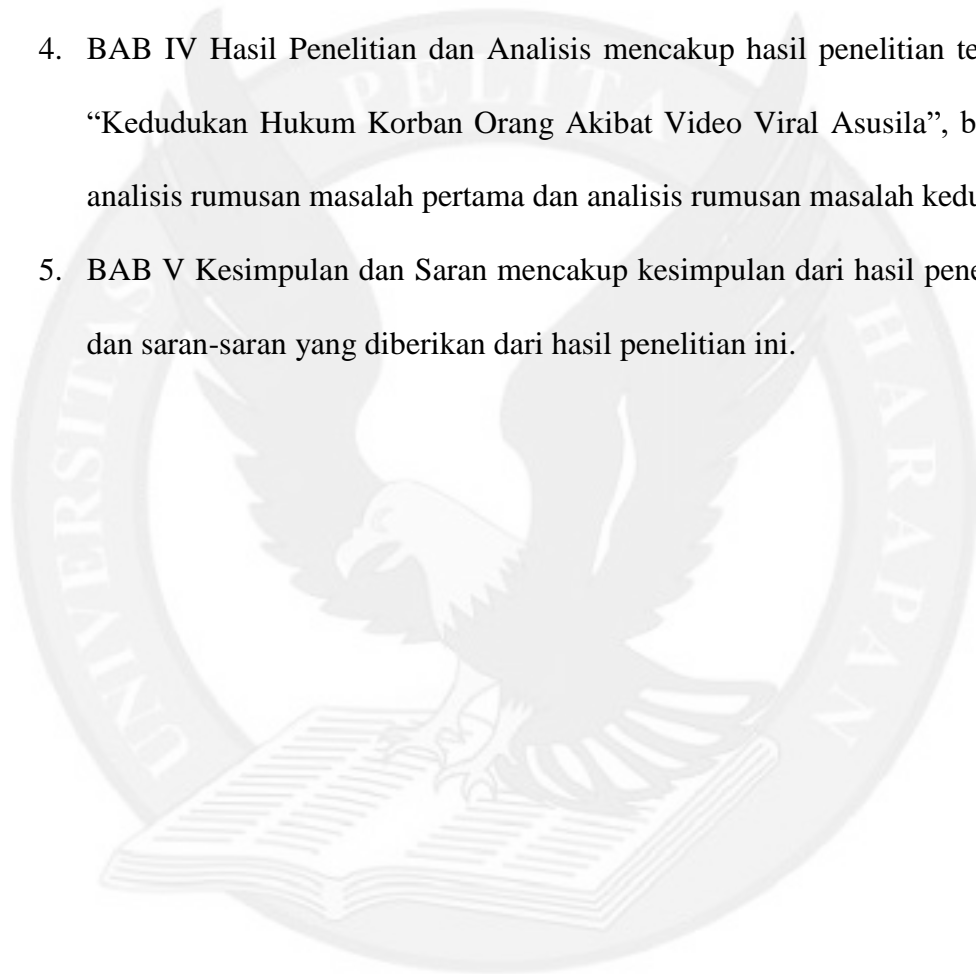 4. BAB IV Hasil Penelitian dan Analisis mencakup hasil penelitian
“Kedudukan Hukum Korban Orang Akibat Video Viral Asusila”,
analisis rumusan masalah pertama dan analisis rumusan masalah
5. BAB V Kesimpulan dan Saran mencakup kesimpulan dari hasil
dan saran-saran yang diberikan dari hasil penelitian ini.
UNIVERSITAS PELITA HARAPAN